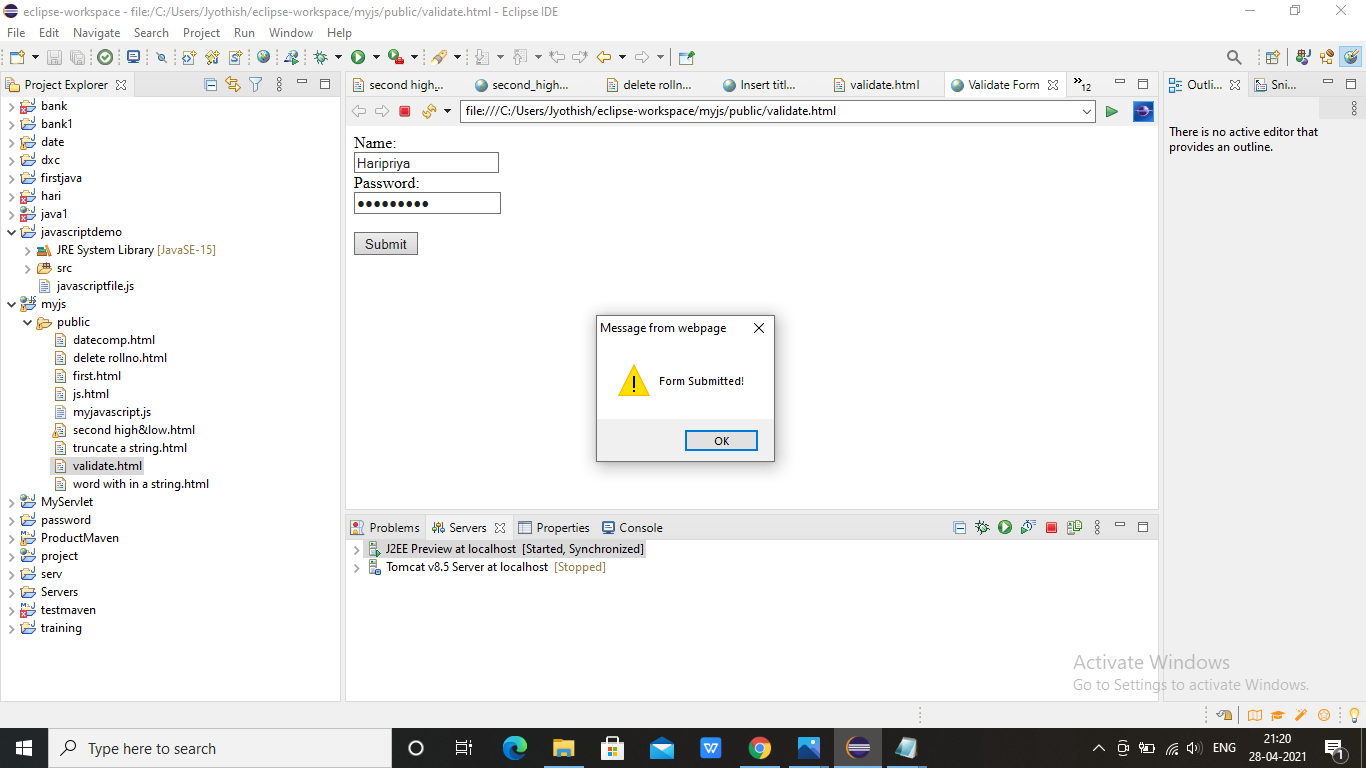 eclipse-workspace - file:/C:/Users/Jyothish/eclipse-workspace/myjs/public/validate.html - Eclipse IDE
File Edit Navigate Search Project Run Window Help
Project Explorer
bank
bank1
date
dxc
firstjava
hari
java1
javascriptdemo
JRE System Library [JavaSE-15]
src
javascriptfile.js
myjs
public
datecomp.html
delete rollno.html
first.html
js.html
myjavascript.js
second high&low.html
truncate a string.html
validate.html
word with in a string.html
MyServlet
password
ProductMaven
project
serv
Servers
testmaven
training
second high... second_high... delete rolln... Insert titl... validate.html Validate Form »12
file:///C:/Users/Jyothish/eclipse-workspace/myjs/public/validate.html
Name:
Haripriya
Password:
●●●●●●●●●
Submit
Message from webpage
Form Submitted!
OK
Problems Servers Properties Console
J2EE Preview at localhost [Started, Synchronized]
Tomcat v8.5 Server at localhost [Stopped]
Outli... Sni...
There is no active editor that
provides an outline.
Activate Windows
Go to Settings to activate Windows.
Type here to search
ENG
21:20
28-04-2021
1